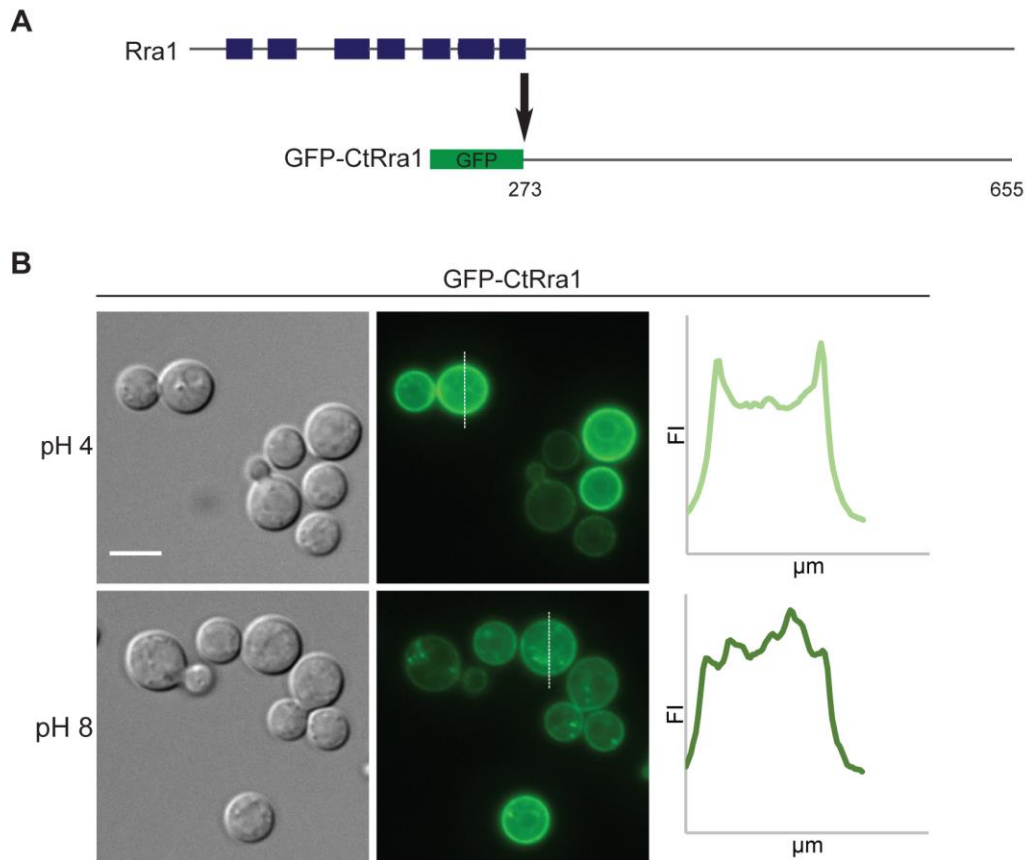 A
Rra1
GFP-CtRra1
GFP
273
655
B
GFP-CtRra1
pH 4
FI
µm
pH 8
FI
µm